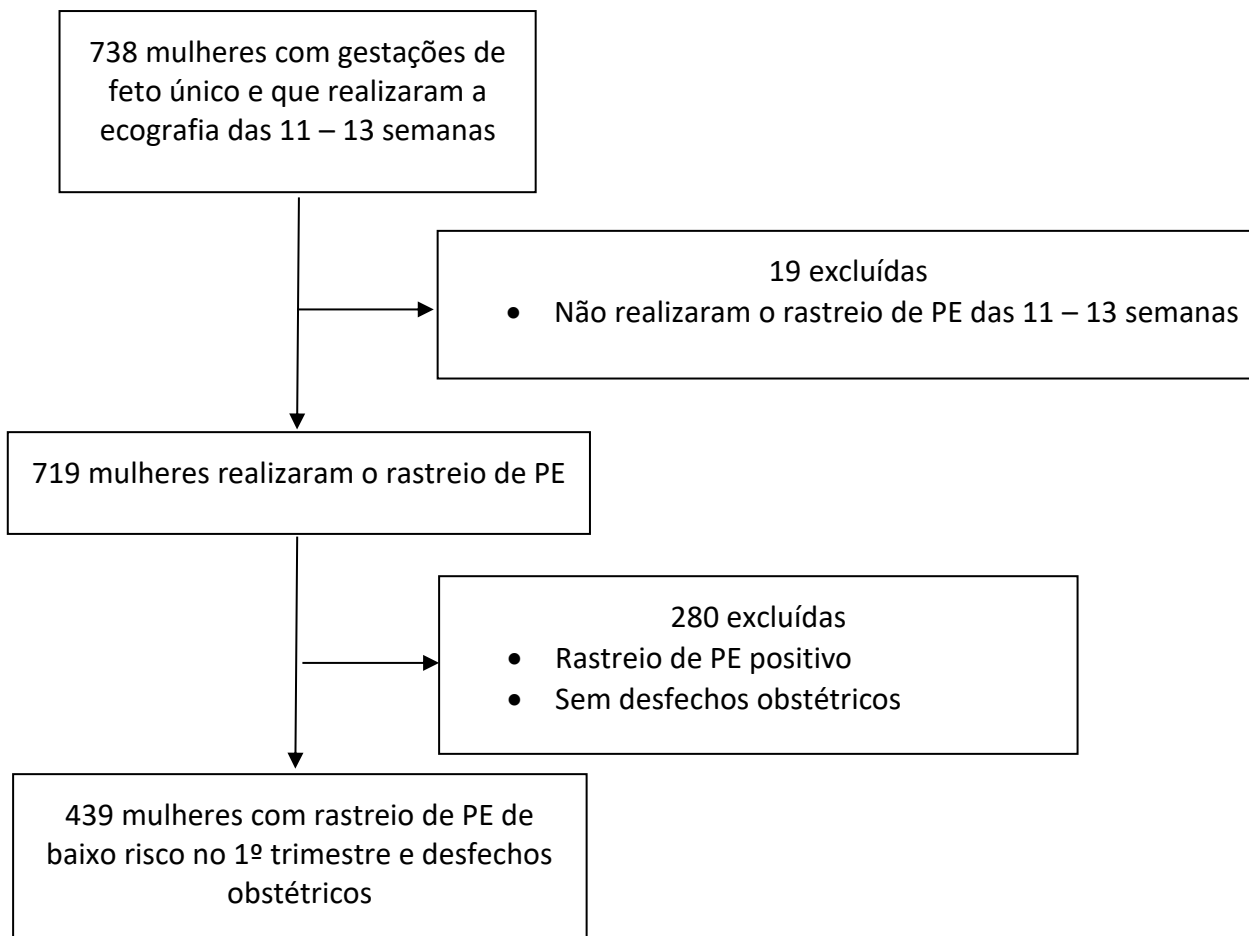 738 mulheres com gestações de
feto único e que realizaram a
ecografia das 11 – 13 semanas
19 excluídas
• Não realizaram o rastreio de PE das 11 – 13 semanas
719 mulheres realizaram o rastreio de PE
280 excluídas
• Rastreio de PE positivo
• Sem desfechos obstétricos
439 mulheres com rastreio de PE de
baixo risco no 1º trimestre e desfechos
obstétricos